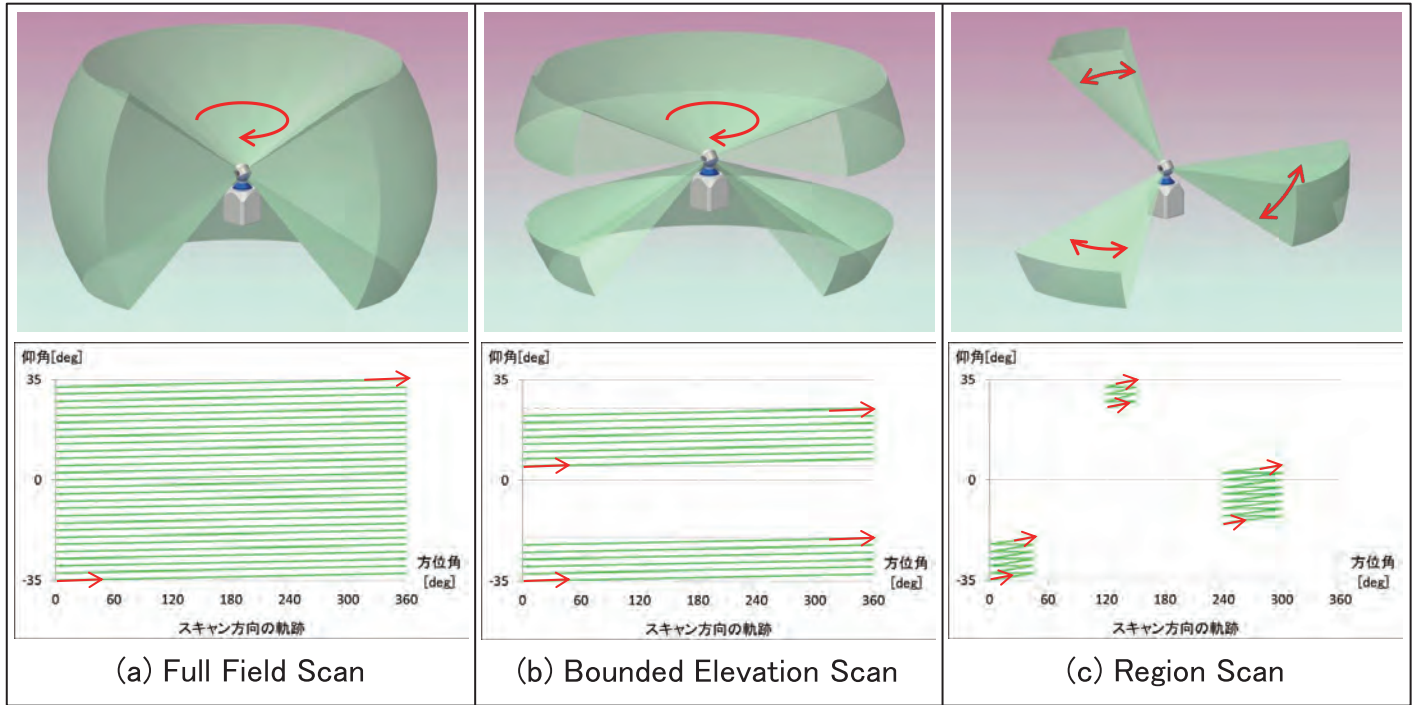 仰角[deg]
35
0
-35
0 60 120 180 240 300 360
方位角
[deg]
スキャン方向の軌跡
(a) Full Field Scan
仰角[deg]
35
0
-35
0 60 120 180 240 300 360
方位角
[deg]
スキャン方向の軌跡
(b) Bounded Elevation Scan
仰角[deg]
35
0
-35
0 60 120 180 240 300 360
方位角
[deg]
スキャン方向の軌跡
(c) Region Scan